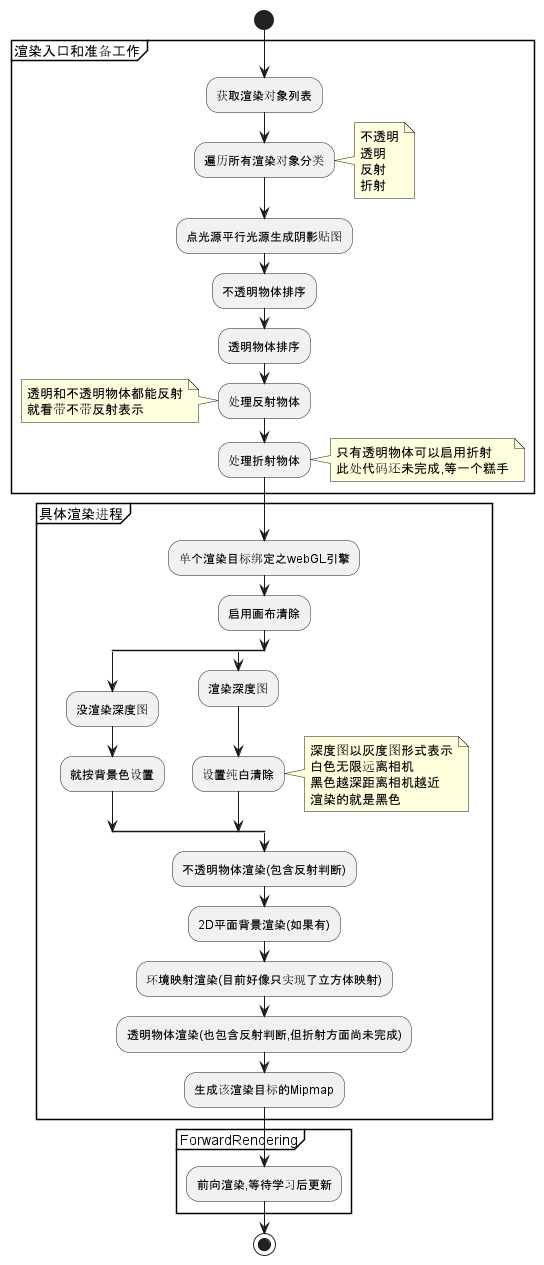 渲染入口和准备工作
获取渲染对象列表
遍历所有渲染对象分类
不透明
透明
反射
折射
点光源平行光源生成阴影贴图
不透明物体排序
透明物体排序
透明和不透明物体都能反射
就看带不带反射表示
处理反射物体
处理折射物体
只有透明物体可以启用折射
此处代码还未完成,等一个糕手
具体渲染进程
单个渲染目标绑定之webGL引擎
启用画布清除
没渲染深度图
就按背景色设置
渲染深度图
设置纯白清除
深度图以灰度图形式表示
白色无限远离相机
黑色越深距离相机越近
渲染的就是黑色
不透明物体渲染(包含反射判断)
2D平面背景渲染(如果有)
环境映射渲染(目前好像只实现了立方体映射)
透明物体渲染(也包含反射判断,但折射方面尚未完成)
生成该渲染目标的Mipmap
ForwardRendering
前向渲染,等待学习后更新